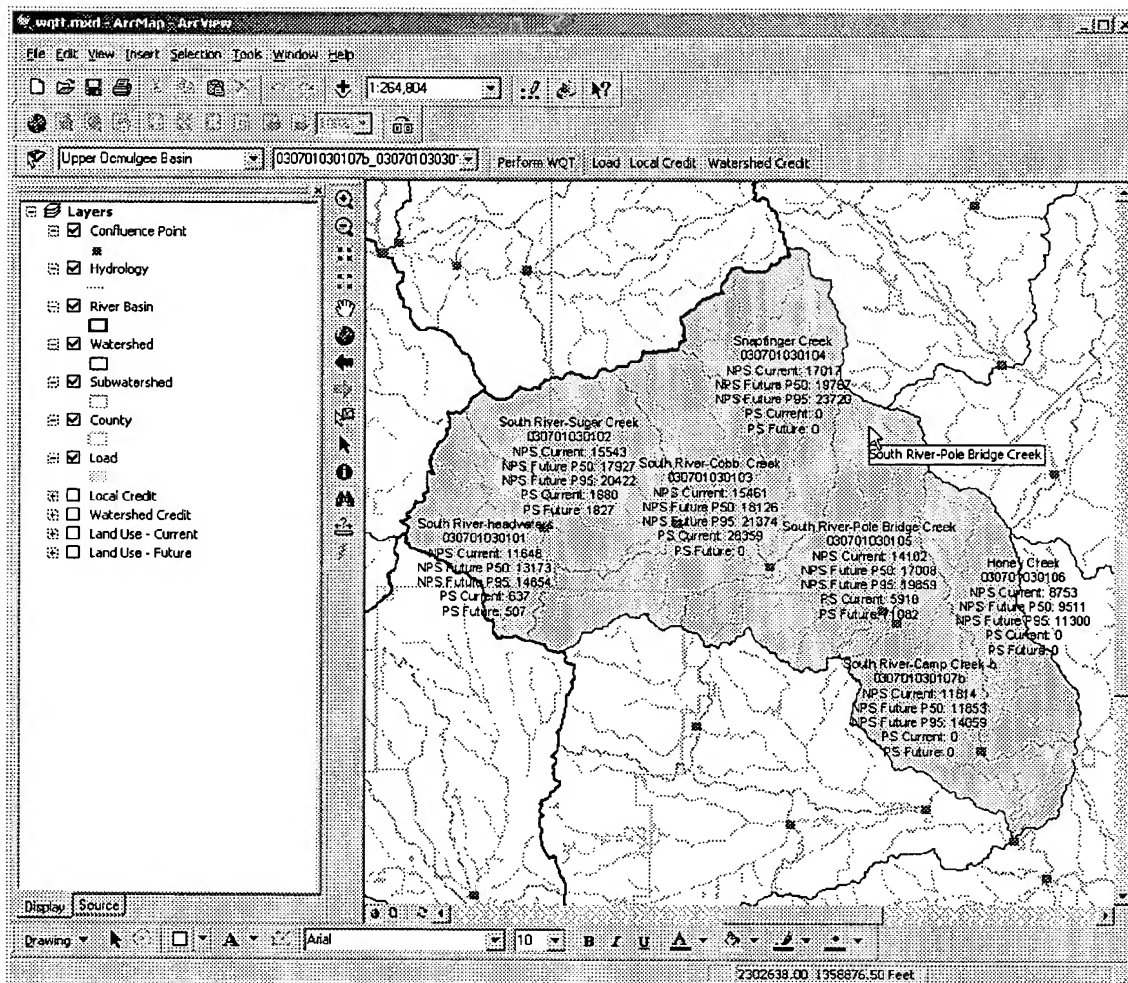 wqtt.mxd - ArcMap - ArcView
File Edit View Insert Selection Tools Window Help
1:264,804
Upper Ocmulgee Basin
030701030107b_03070103030
Perform WQT Load Local Credit Watershed Credit
Layers
Confluence Point
Hydrology
River Basin
Watershed
Subwatershed
County
Load
Local Credit
Watershed Credit
Land Use - Current
Land Use - Future
Display Source
Snapfinger Creek
030701030104
NPS Current: 17017
NPS Future P50: 19787
NPS Future P95: 23720
PS Current: 0
PS Future: 0
South River-Suger Creek
030701030102
NPS Current: 15543
NPS Future P50: 17927
NPS Future P95: 20422
PS Current: 1880
PS Future: 1827
South River-Pole Bridge Creek
South River-Cobb Creek
030701030103
NPS Current: 15461
NPS Future P50: 18126
NPS Future P95: 21374
PS Current: 28359
PS Future: 0
South River-headwaters
030701030101
NPS Current: 11648
NPS Future P50: 13173
NPS Future P95: 14654
PS Current: 637
PS Future: 507
South River-Pole Bridge Creek
030701030105
NPS Current: 14102
NPS Future P50: 17008
NPS Future P95: 19859
PS Current: 5910
PS Future: 11082
Honey Creek
030701030106
NPS Current: 8753
NPS Future P50: 9511
NPS Future P95: 11300
PS Current: 0
PS Future: 0
South River-Camp Creek-b
030701030107b
NPS Current: 11814
NPS Future P50: 11853
NPS Future P95: 14059
PS Current: 0
PS Future: 0
Drawing
A
Arial
10
B I U A
2302638.00 1358876.50 Feet